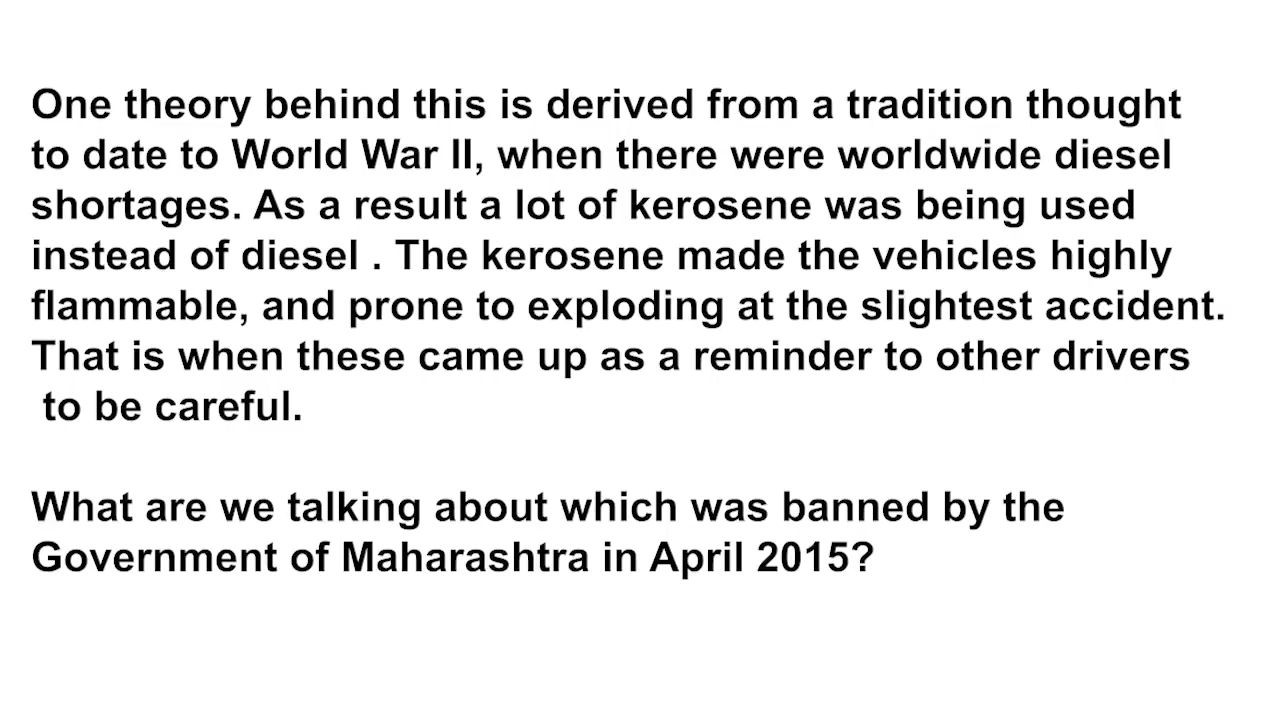 One theory behind this is derived from a tradition thought
to date to World War II, when there were worldwide diesel
shortages. As a result a lot of kerosene was being used
instead of diesel . The kerosene made the vehicles highly
flammable, and prone to exploding at the slightest accident.
That is when these came up as a reminder to other drivers
to be careful.
What are we talking about which was banned by the
Government of Maharashtra in April 2015?